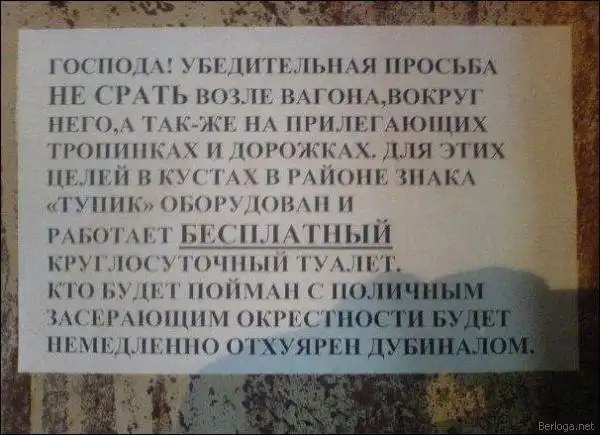 ГОСПОДА! УБЕДИТЕЛЬНАЯ ПРОСЬБА
НЕ СРАТЬ ВОЗЛЕ ВАГОНА,ВОКРУГ
НЕГО,А ТАК-ЖЕ НА ПРИЛЕГАЮЩИХ
ТРОПИНКАХ И ДОРОЖКАХ. ДЛЯ ЭТИХ
ЦЕЛЕЙ В КУСТАХ В РАЙОНЕ ЗНАКА
«ТУПИК» ОБОРУДОВАН И
РАБОТАЕТ БЕСПЛАТНЫЙ
КРУГЛОСУТОЧНЫЙ ТУАЛЕТ.
КТО БУДЕТ ПОЙМАН С ПОЛИЧНЫМ
ЗАСЕРАЮЩИМ ОКРЕСТНОСТИ БУДЕТ
НЕМЕДЛЕННО ОТХУЯРЕН ДУБИНАЛОМ.
Berloga.net